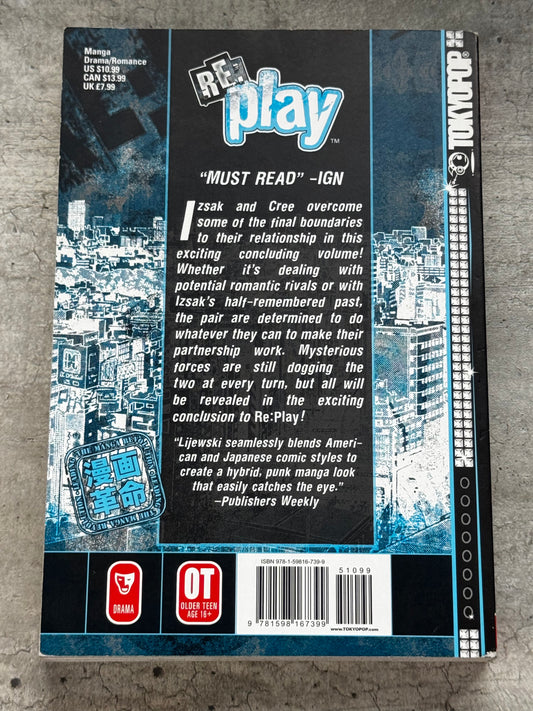 Manga
Drama/Romance
US $10.99
CAN $13.99
UK £7.99
RE:
play™
TOKYOPOP®
"MUST READ" –IGN
Izsak and Cree overcome
some of the final boundaries
to their relationship in this
exciting concluding volume!
Whether it's dealing with
potential romantic rivals or with
Izsak's half-remembered past,
the pair are determined to do
whatever they can to make their
partnership work. Mysterious
forces are still dogging the
two at every turn, but all will
be revealed in the exciting
conclusion to Re:Play!
"Lijewski seamlessly blends Ameri-
can and Japanese comic styles to
create a hybrid, punk manga look
that easily catches the eye."
–Publishers Weekly
漫画
革命
DRAMA
OT
OLDER TEEN
AGE 16+
ISBN 978-1-59816-739-9
51099
9 781598 167399
www.TOKYOPOP.com